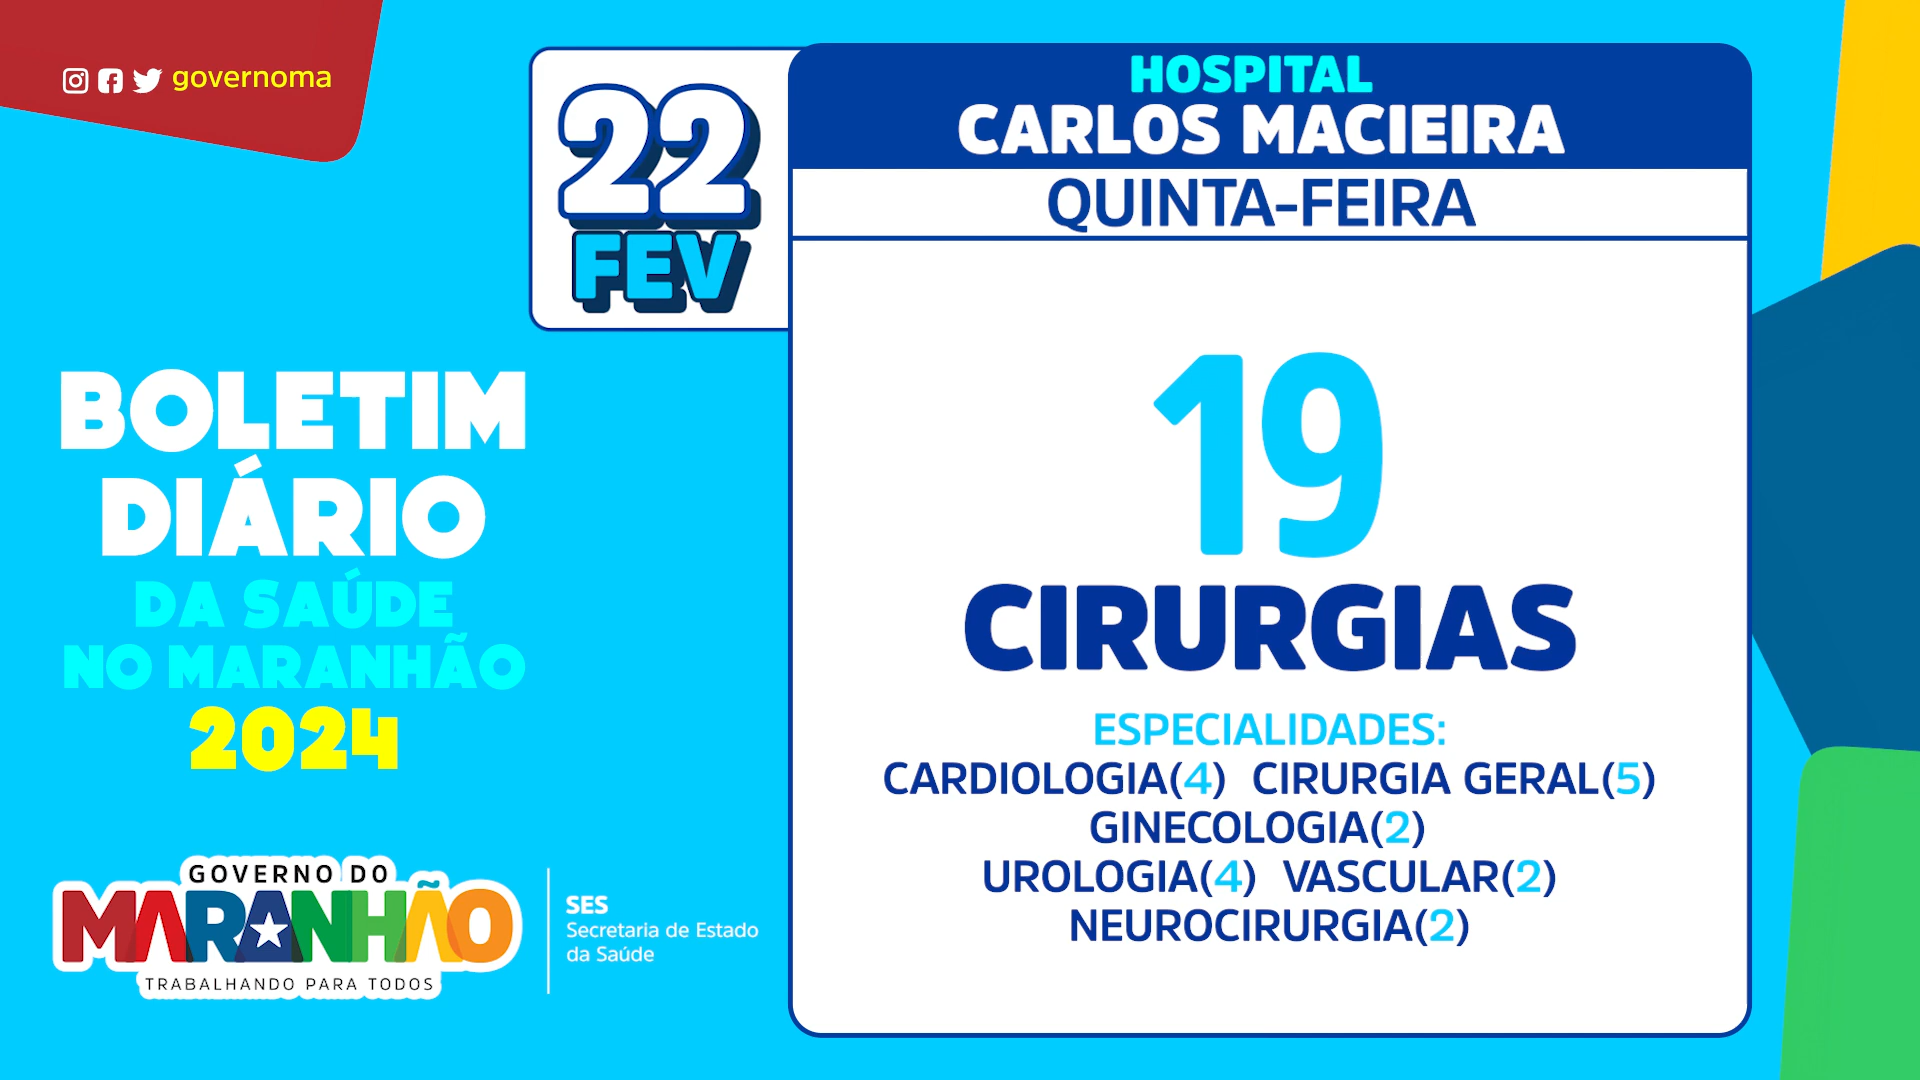 governoma
22
FEV
HOSPITAL
CARLOS MACIEIRA
QUINTA-FEIRA
19
CIRURGIAS
ESPECIALIDADES:
CARDIOLOGIA(4) CIRURGIA GERAL(5)
GINECOLOGIA(2)
UROLOGIA(4) VASCULAR(2)
NEUROCIRURGIA(2)
BOLETIM
DIÁRIO
DA SAÚDE
NO MARANHÃO
2024
GOVERNO DO
MARANHÃO
TRABALHANDO PARA TODOS
SES
Secretaria de Estado
da Saúde